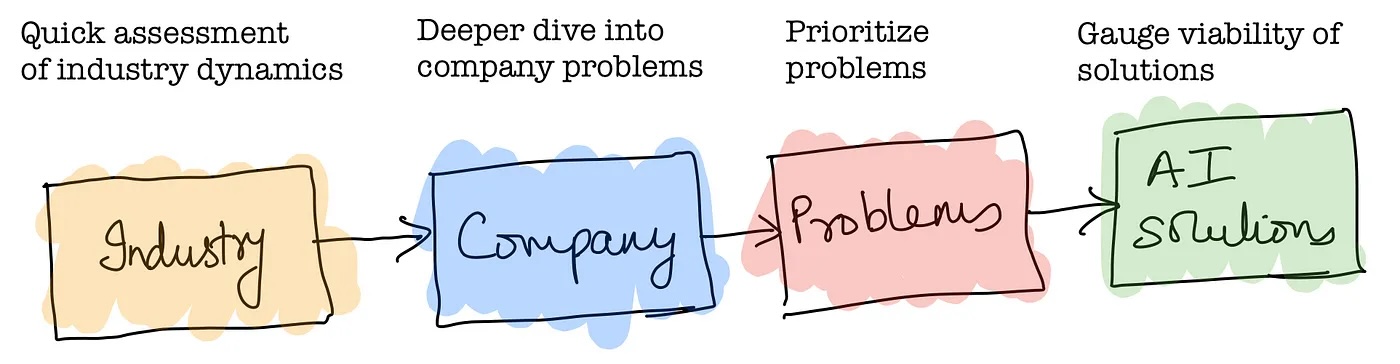 Quick assessment
of industry dynamics
Deeper dive into
company problems
Prioritize
problems
Gauge viability of
solutions
Industry
Company
Problems
AI
solutions